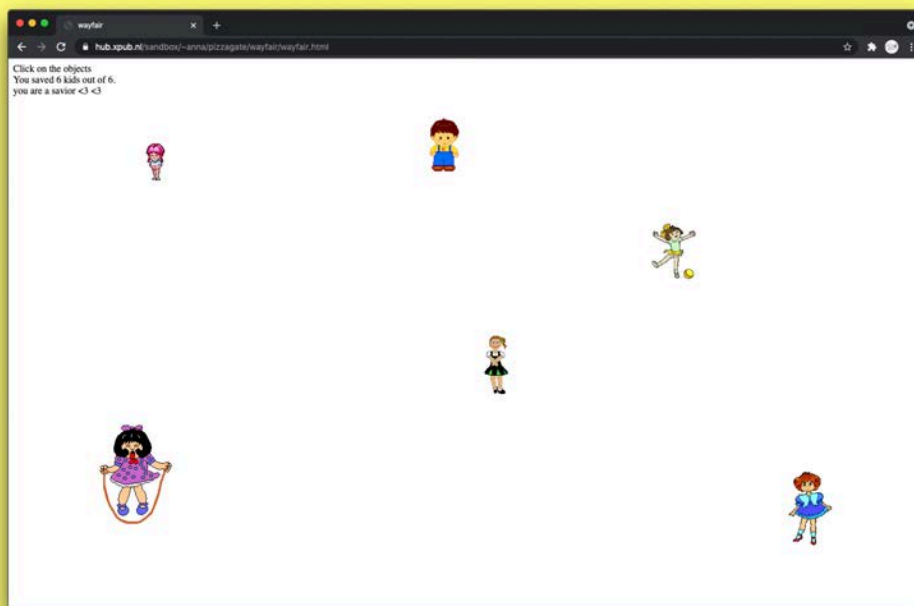 wayfair
hub.xpub.nl/sandbox/~anna/pizzagate/wayfair/wayfair.html
Click on the objects
You saved 6 kids out of 6.
you are a savior <3 <3